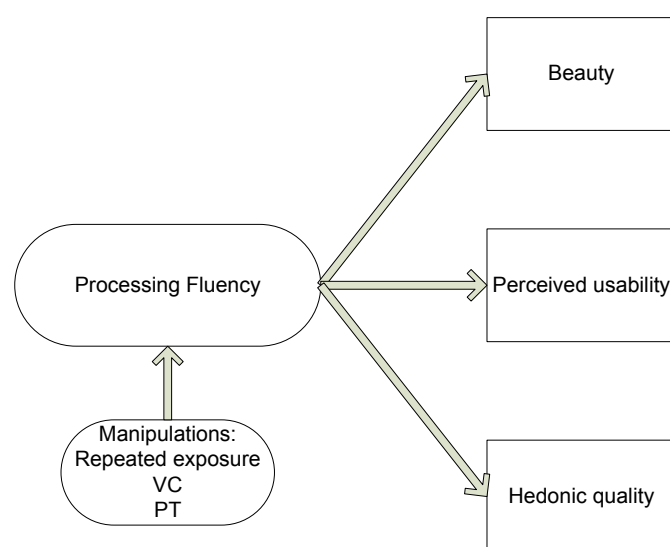 Beauty
Processing Fluency
Perceived usability
Manipulations:
Repeated exposure
VC
PT
Hedonic quality